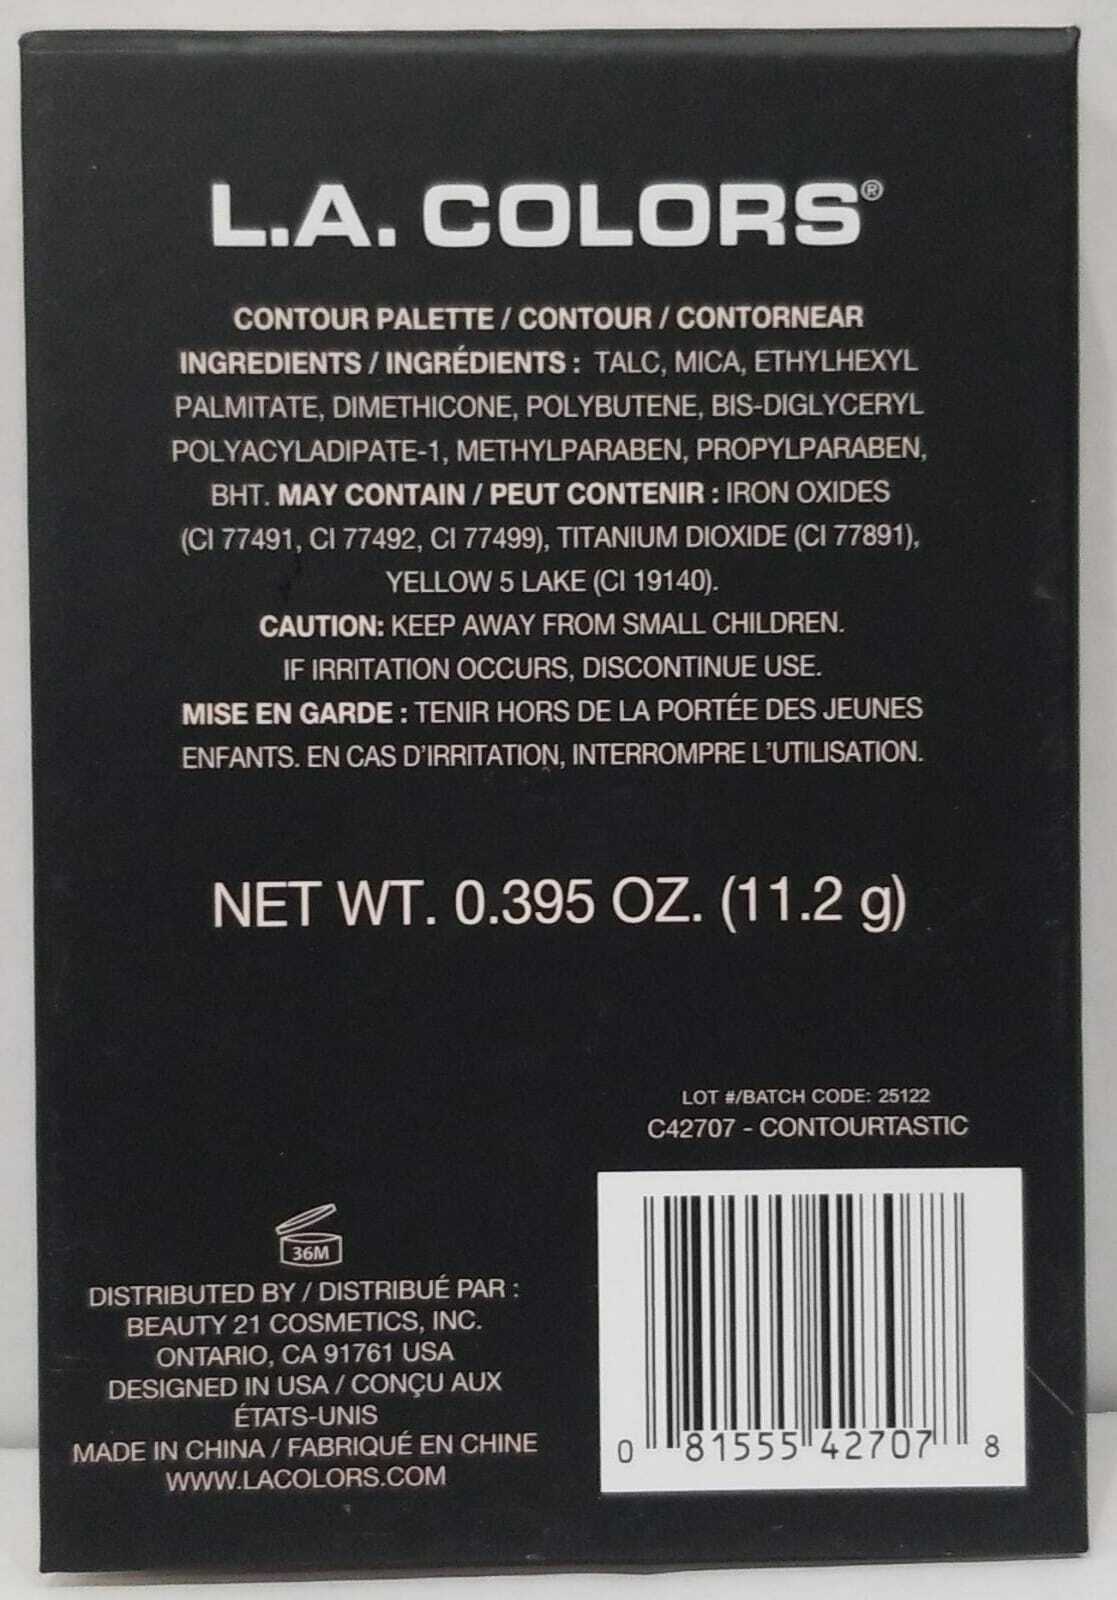 L.A. COLORS®
CONTOUR PALETTE / CONTOUR / CONTORNEAR
INGREDIENTS / INGRÉDIENTS : TALC, MICA, ETHYLHEXYL
PALMITATE, DIMETHICONE, POLYBUTENE, BIS-DIGLYCERYL
POLYACYLADIPATE-1, METHYLPARABEN, PROPYLPARABEN,
BHT. MAY CONTAIN / PEUT CONTENIR : IRON OXIDES
(CI 77491, CI 77492, CI 77499), TITANIUM DIOXIDE (CI 77891),
YELLOW 5 LAKE (CI 19140).
CAUTION: KEEP AWAY FROM SMALL CHILDREN.
IF IRRITATION OCCURS, DISCONTINUE USE.
MISE EN GARDE : TENIR HORS DE LA PORTÉE DES JEUNES
ENFANTS. EN CAS D'IRRITATION, INTERROMPRE L'UTILISATION.
NET WT. 0.395 OZ. (11.2 g)
LOT #/BATCH CODE: 25122
C42707 - CONTOURTASTIC
36M
DISTRIBUTED BY / DISTRIBUÉ PAR :
BEAUTY 21 COSMETICS, INC.
ONTARIO, CA 91761 USA
DESIGNED IN USA / CONÇU AUX
ÉTATS-UNIS
MADE IN CHINA / FABRIQUÉ EN CHINE
WWW.LACOLORS.COM
0 81555 42707 8